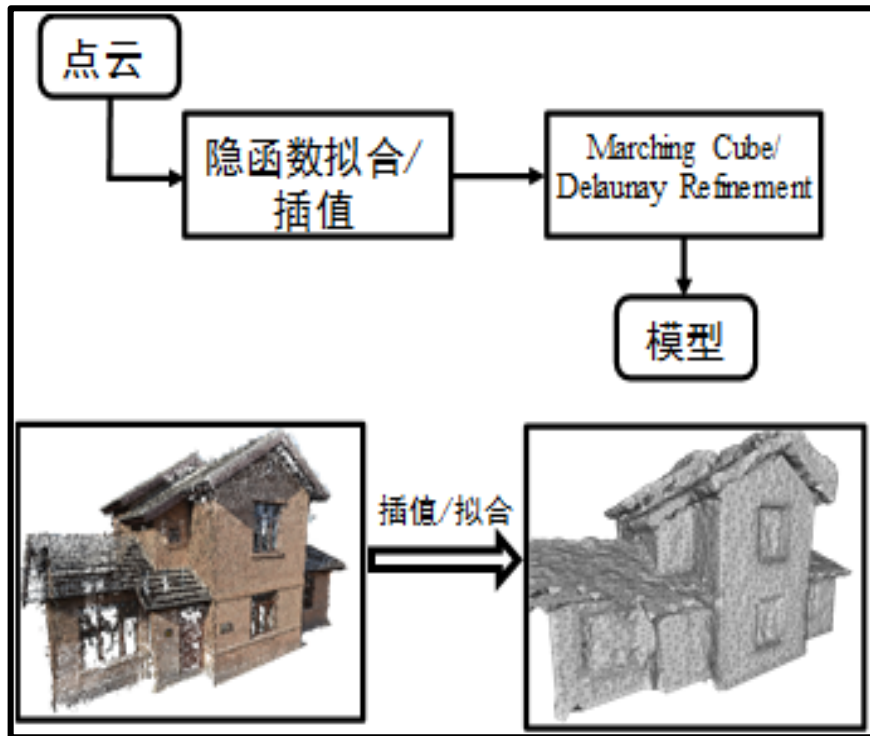 点云
隐函数拟合/
插值
Marching Cube/
Delaunay Refinement
模型
插值/拟合